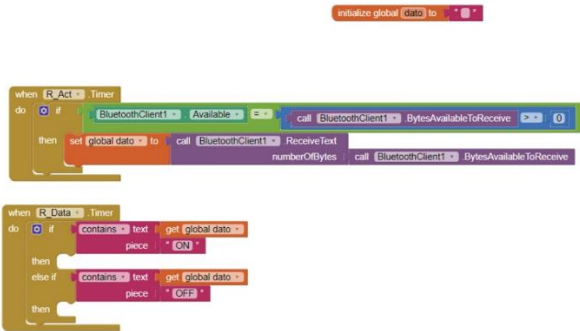 initialize global dato to " "
when R_Act .Timer
do if BluetoothClient1 . Available = call BluetoothClient1 .BytesAvailableToReceive > 0
then set global dato to call BluetoothClient1 .ReceiveText
numberOfBytes call BluetoothClient1 .BytesAvailableToReceive
when R_Data .Timer
do if contains text get global dato
piece " ON "
then
else if contains text get global dato
piece " OFF "
then